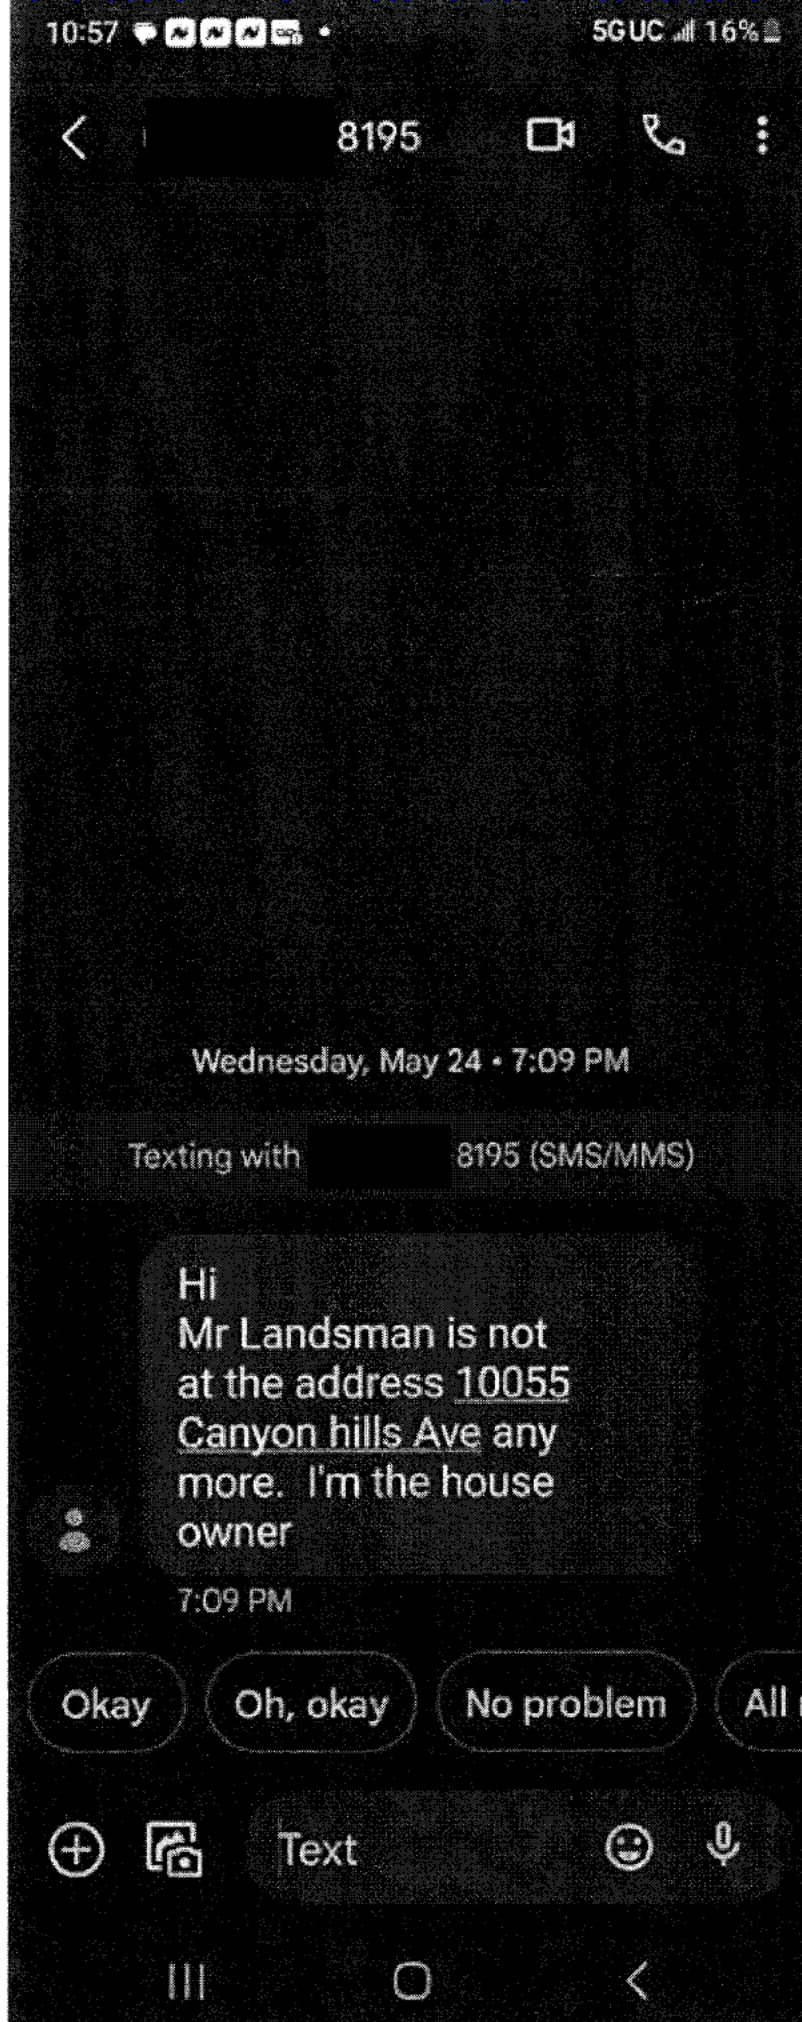 10:57
5G UC 16%
8195
Wednesday, May 24 • 7:09 PM
Texting with 8195 (SMS/MMS)
Hi
Mr Landsman is not
at the address 10055
Canyon hills Ave any
more.  I'm the house
owner
7:09 PM
Okay
Oh, okay
No problem
All
Text